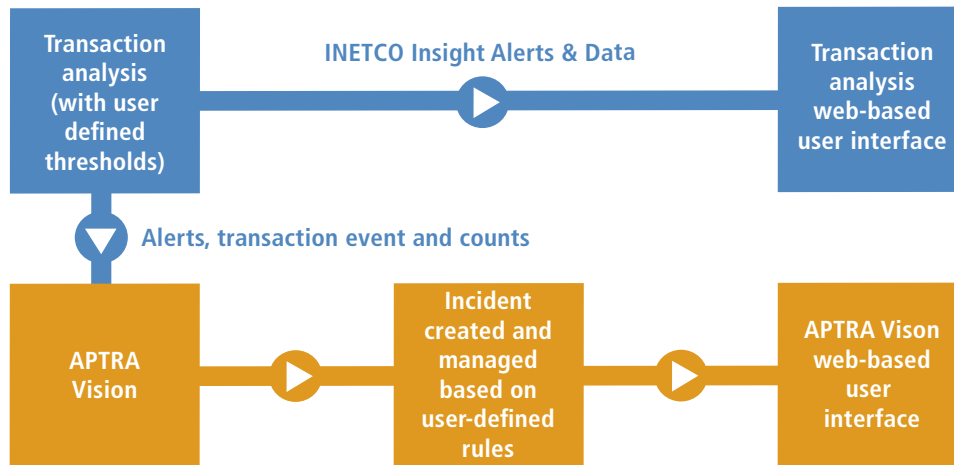 Transaction
analysis
(with user
defined
thresholds)
INETCO Insight Alerts & Data
Transaction
analysis
web-based
user interface
Alerts, transaction event and counts
APTRA
Vision
Incident
created and
managed
based on
user-defined
rules
APTRA Vison
web-based
user
interface